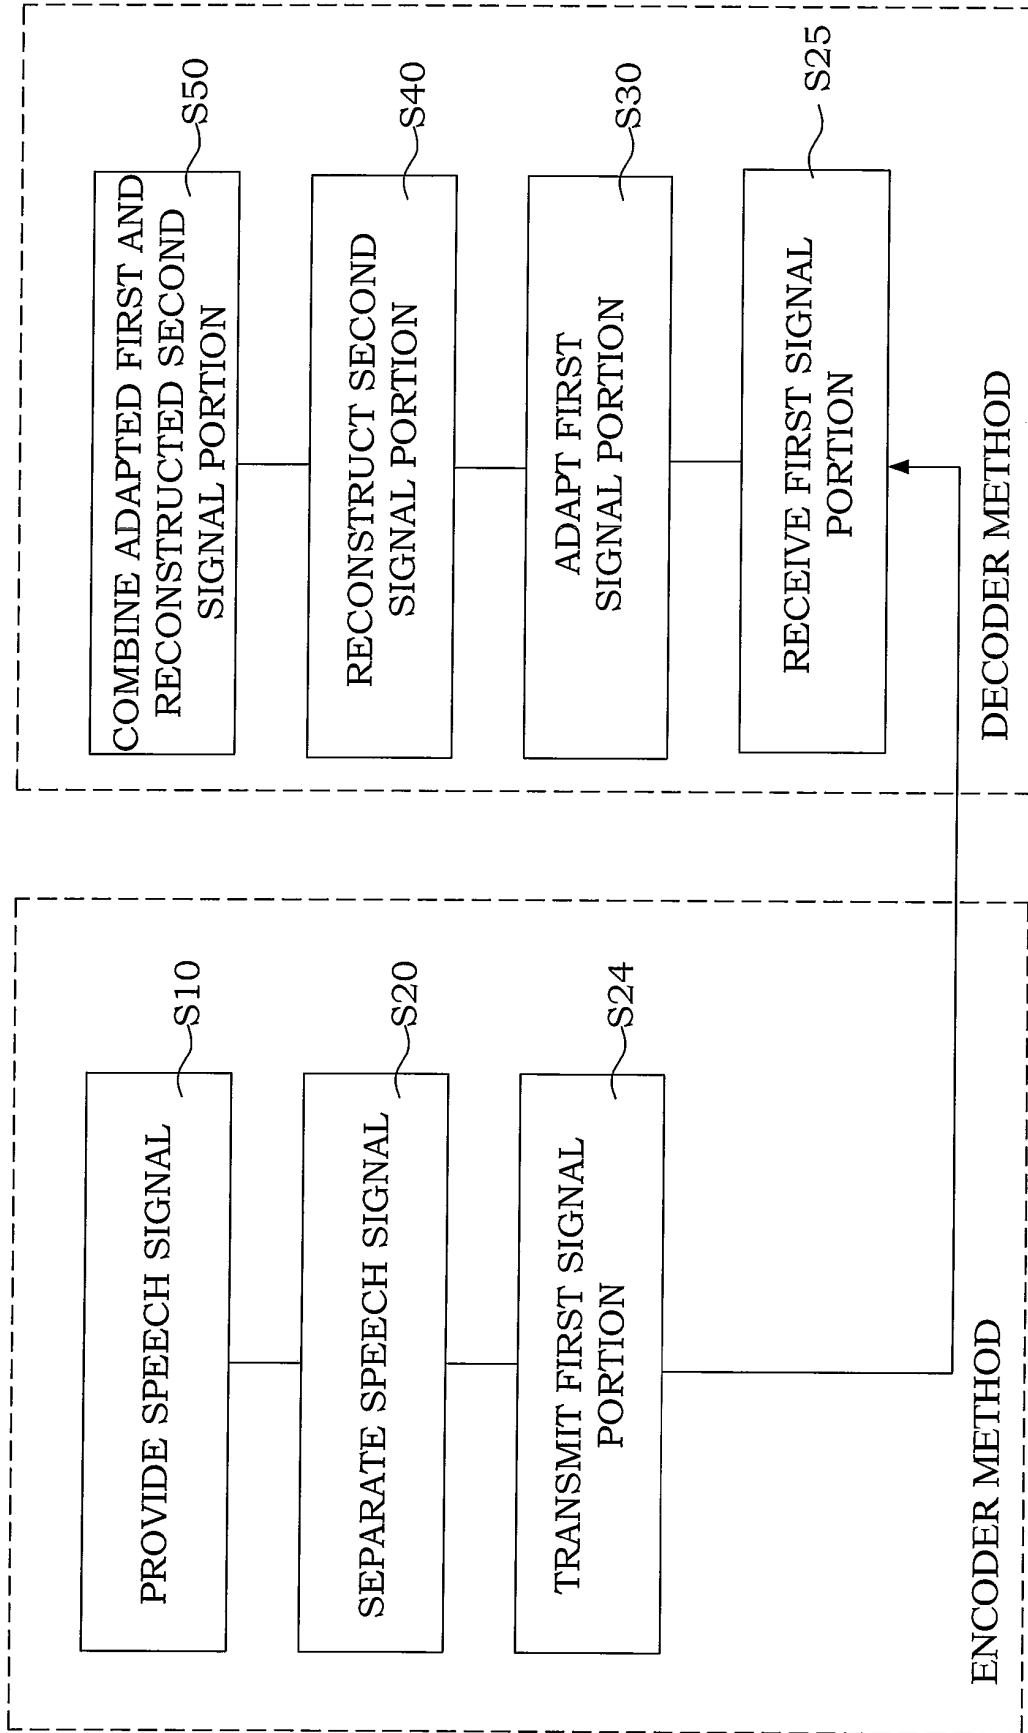 PROVIDE SPEECH SIGNAL
S10
SEPARATE SPEECH SIGNAL
S20
TRANSMIT FIRST SIGNAL
PORTION
S24
ENCODER METHOD
COMBINE ADAPTED FIRST AND
RECONSTRUCTED SECOND
SIGNAL PORTION
S50
RECONSTRUCT SECOND
SIGNAL PORTION
S40
ADAPT FIRST
SIGNAL PORTION
S30
RECEIVE FIRST SIGNAL
PORTION
S25
DECODER METHOD